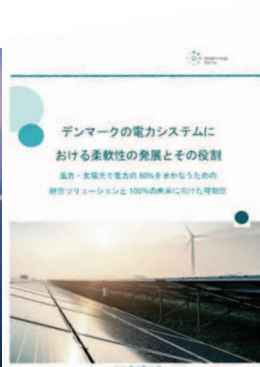 デンマークの電力システムに
おける柔軟性の発展とその役割
風力・太陽光で電力の50%をまかなうための
統合ソリューションと100%の未来に向けた可能性